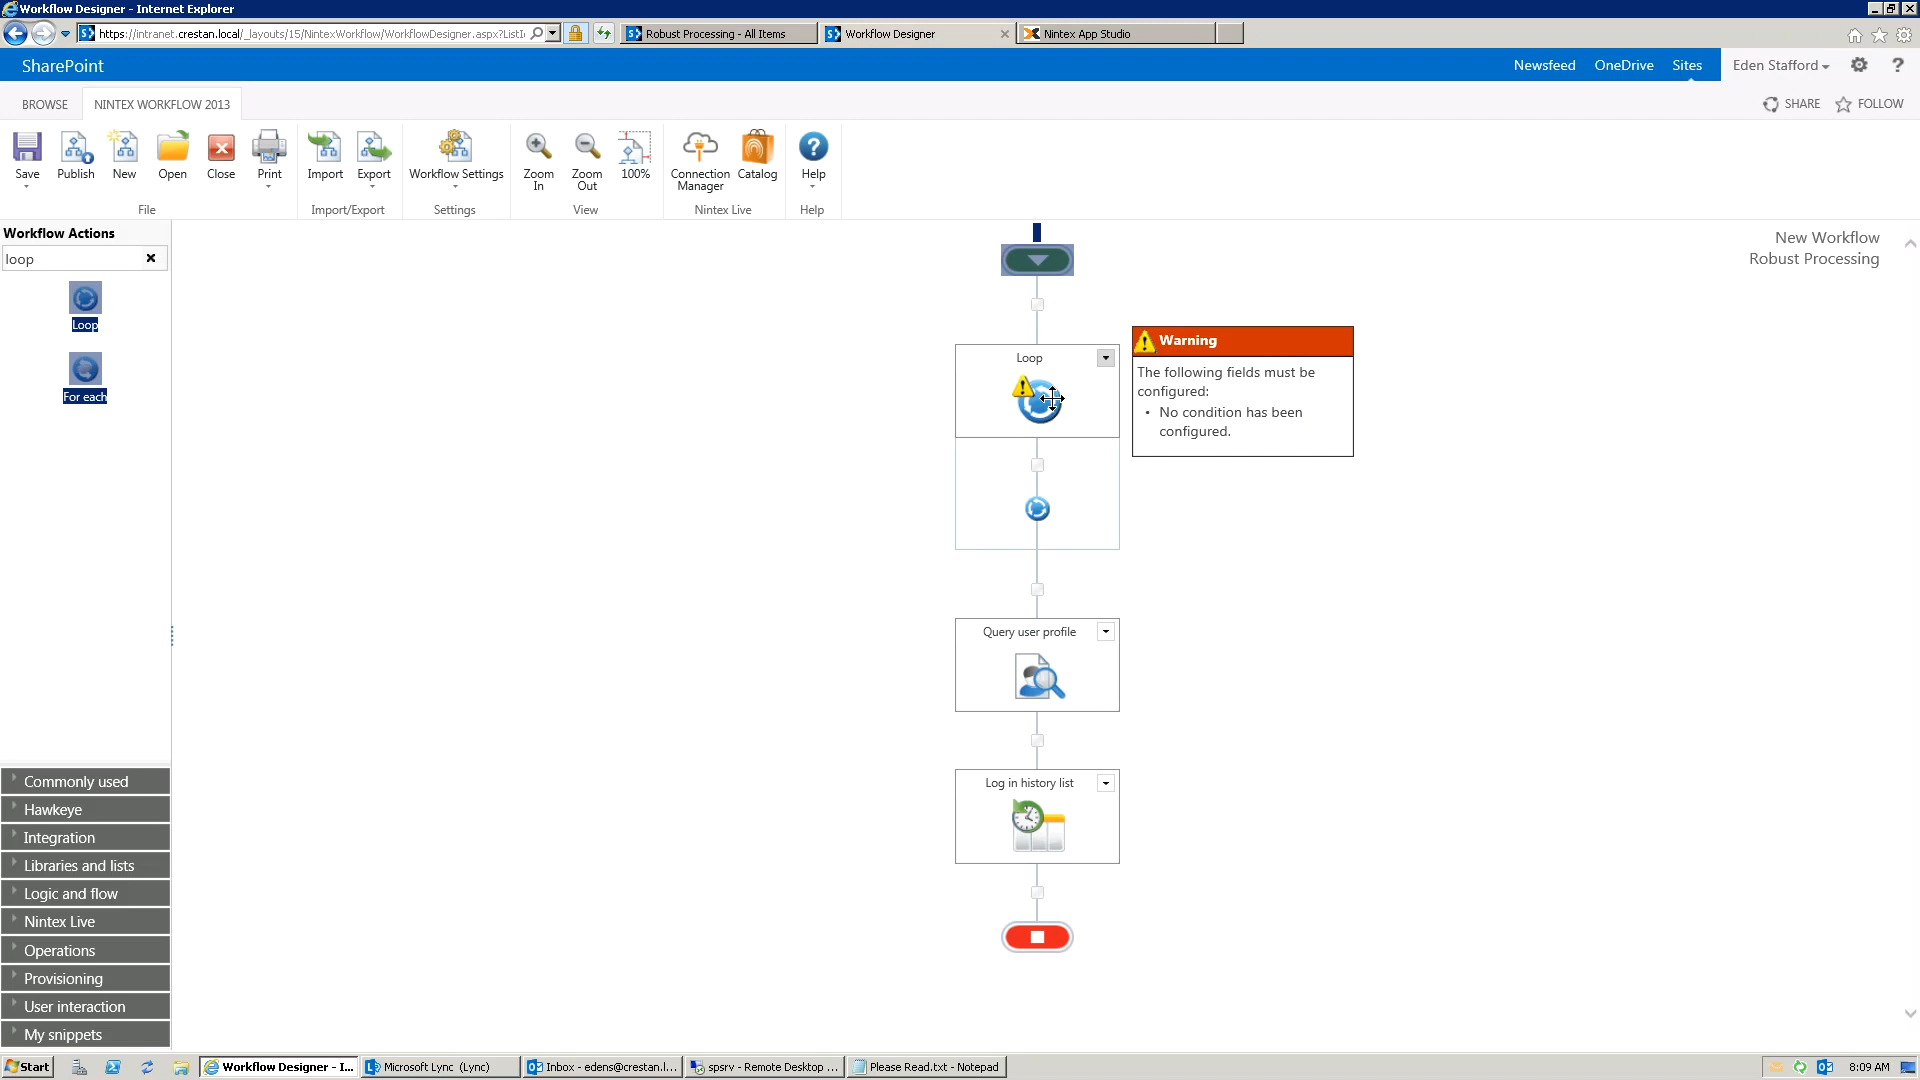 Workflow Designer - Internet Explorer
https://intranet.crestan.local/_layouts/15/NintexWorkflow/WorkflowDesigner.aspx?ListI
Robust Processing - All Items
Workflow Designer
Nintex App Studio
SharePoint
Newsfeed
OneDrive
Sites
Eden Stafford
BROWSE
NINTEX WORKFLOW 2013
SHARE
FOLLOW
Save
Publish
New
Open
Close
Print
Import
Export
Workflow Settings
Zoom In
Zoom Out
100%
Connection Manager
Catalog
Help
File
Import/Export
Settings
View
Nintex Live
Help
Workflow Actions
loop
Loop
For each
New Workflow
Robust Processing
Loop
Warning
The following fields must be
configured:
• No condition has been
configured.
Query user profile
Log in history list
Commonly used
Hawkeye
Integration
Libraries and lists
Logic and flow
Nintex Live
Operations
Provisioning
User interaction
My snippets
Start
Workflow Designer - I...
Microsoft Lync (Lync)
Inbox - edens@crestan.l...
spsrv - Remote Desktop ...
Please Read.txt - Notepad
8:09 AM